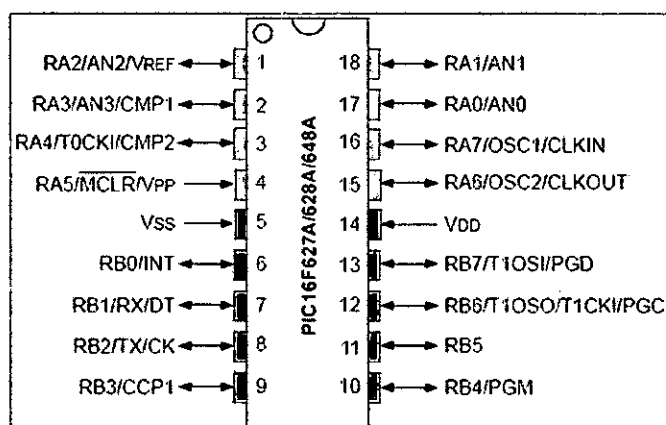 RA2/AN2/VREF 1 18 RA1/AN1
RA3/AN3/CMP1 2 17 RA0/AN0
RA4/T0CKI/CMP2 3 16 RA7/OSC1/CLKIN
RA5/MCLR/VPP 4 15 RA6/OSC2/CLKOUT
VSS 5 14 VDD
RB0/INT 6 13 RB7/T1OSI/PGD
RB1/RX/DT 7 12 RB6/T1OSO/T1CKI/PGC
RB2/TX/CK 8 11 RB5
RB3/CCP1 9 10 RB4/PGM
PIC16F627A/628A/648A